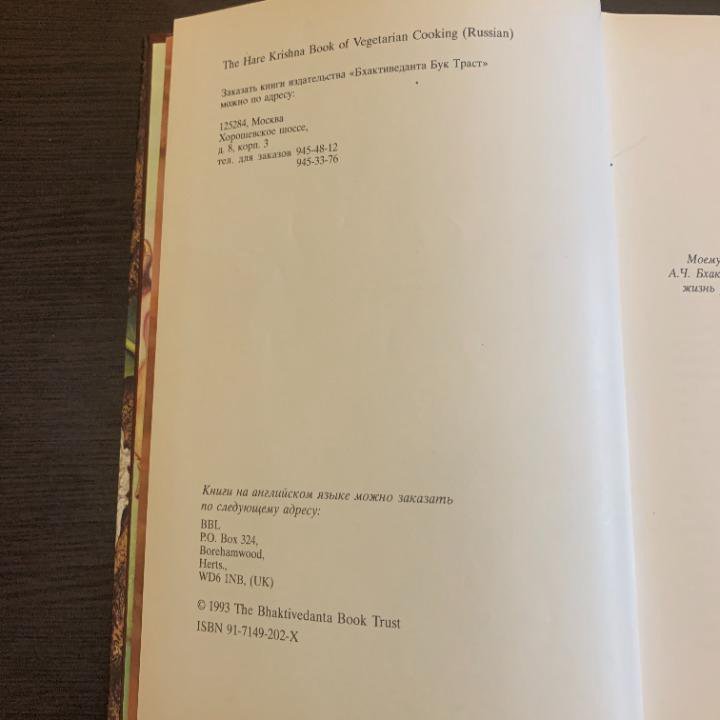 The Hare Krishna Book of Vegetarian Cooking (Russian)
Заказать книги издательства «Бхактиведанта Бук Траст»
можно по адресу:
125284, Москва
Хорошевское шоссе,
д. 8, корп. 3
тел. для заказов 945-48-12
945-33-76
Книги на английском языке можно заказать
по следующему адресу:
BBL
P.O. Box 324,
Borehamwood,
Herts.,
WD6 1NB, (UK)
© 1993 The Bhaktivedanta Book Trust
ISBN 91-7149-202-X
Моему
А.Ч. Бхак
жизнь